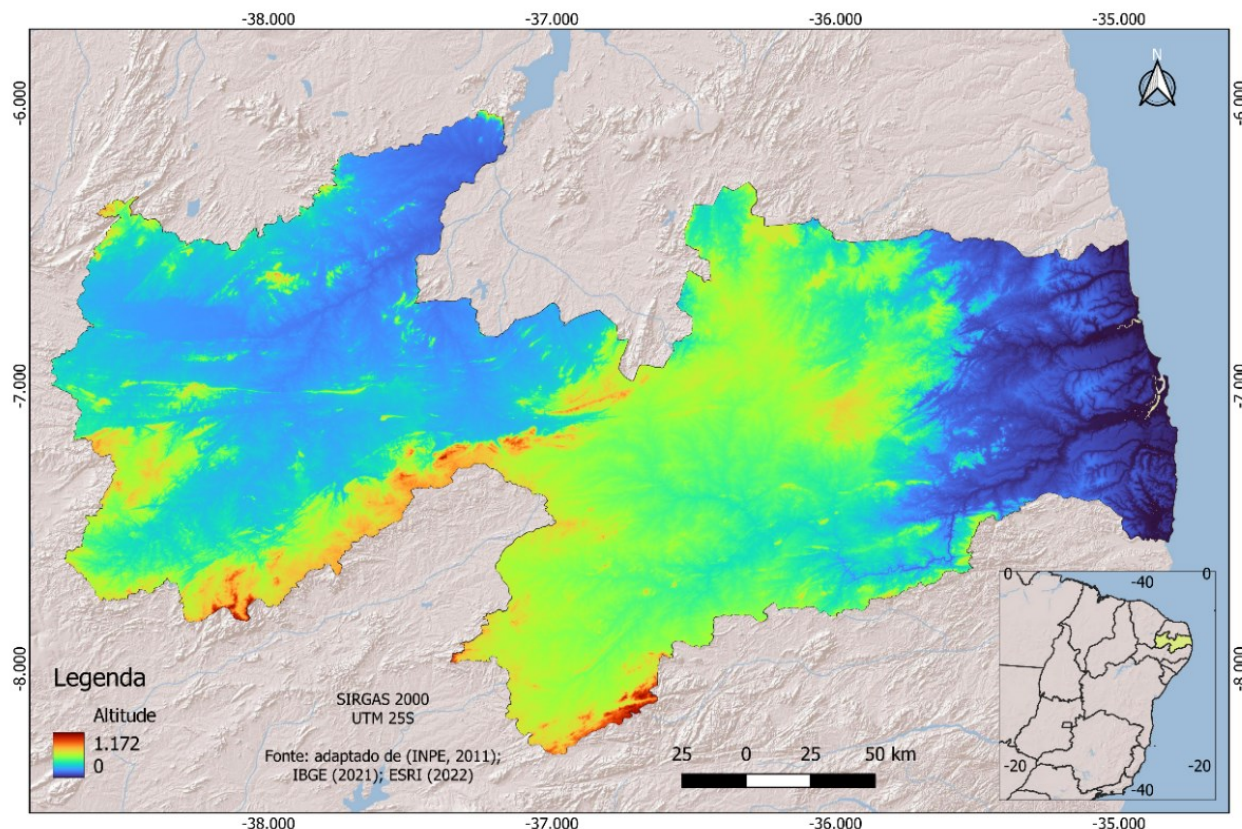 -38.000 -37.000 -36.000 -35.000
N
-6.000 -6.000
-7.000 -7.000
-8.000 -8.000
Legenda
Altitude
1.172
0
SIRGAS 2000
UTM 25S
Fonte: adaptado de (INPE, 2011);
IBGE (2021); ESRI (2022)
25 0 25 50 km
0 -40 0
-20 -20
-40
-38.000 -37.000 -36.000 -35.000